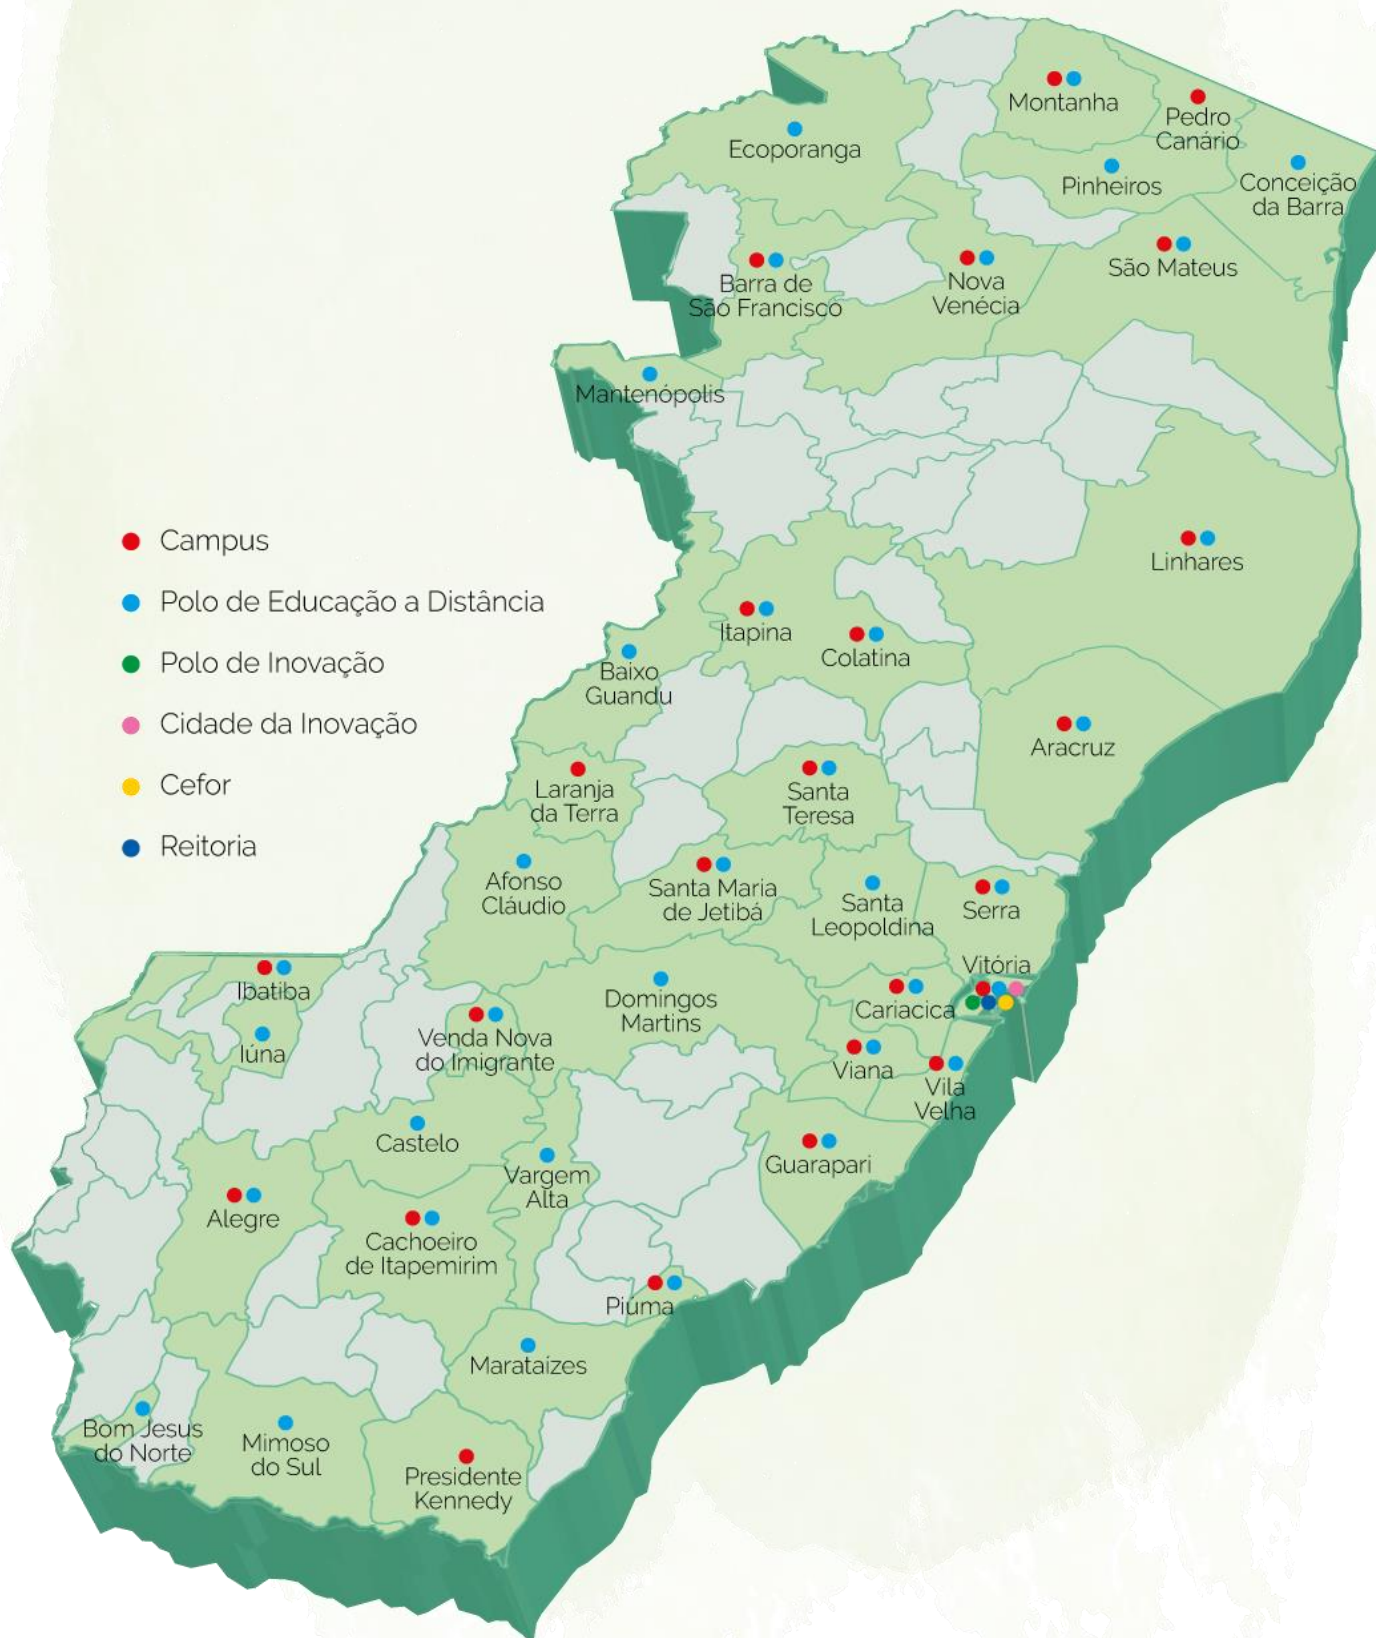 Montanha
Pedro
Canário
Ecoporanga
Pinheiros
Conceição
da Barra
São Mateus
Barra de
São Francisco
Nova
Venécia
Mantenópolis
Campus
Polo de Educação a Distância
Polo de Inovação
Cidade da Inovação
Cefor
Reitoria
Linhares
Itapina
Colatina
Baixo
Guandu
Aracruz
Laranja
da Terra
Santa
Teresa
Afonso
Cláudio
Santa Maria
de Jetibá
Santa
Leopoldina
Serra
Vitória
Ibatiba
Iúna
Venda Nova
do Imigrante
Domingos
Martins
Cariacica
Viana
Vila
Velha
Castelo
Vargem
Alta
Guarapari
Alegre
Cachoeiro
de Itapemirim
Piúma
Marataízes
Bom Jesus
do Norte
Mimoso
do Sul
Presidente
Kennedy